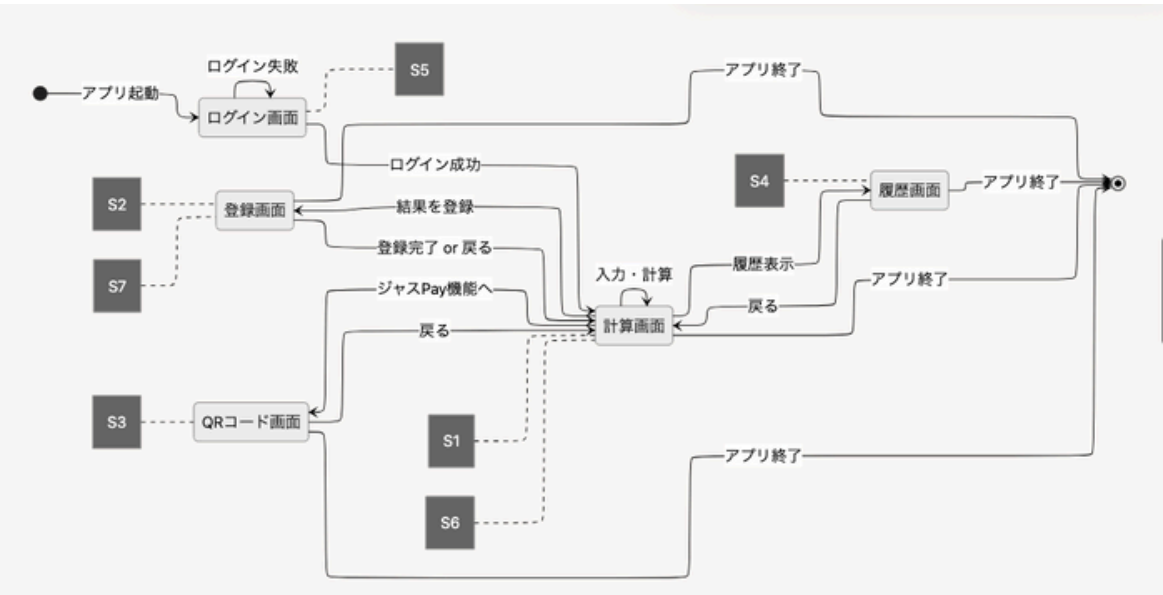 ログイン失敗
S5
アプリ起動
ログイン画面
アプリ終了
ログイン成功
S4
履歴画面
アプリ終了
S2
登録画面
結果を登録
S7
登録完了 or 戻る
入力・計算
履歴表示
アプリ終了
ジャスPay機能へ
戻る
計算画面
戻る
S3
QRコード画面
S1
アプリ終了
S6